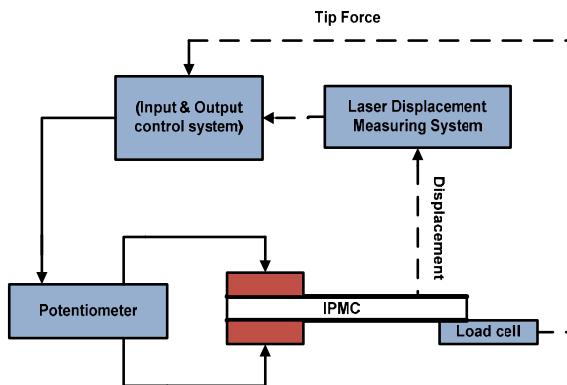 Tip Force
(Input & Output
control system)
Laser Displacement
Measuring System
Displacement
Potentiometer
IPMC
Load cell